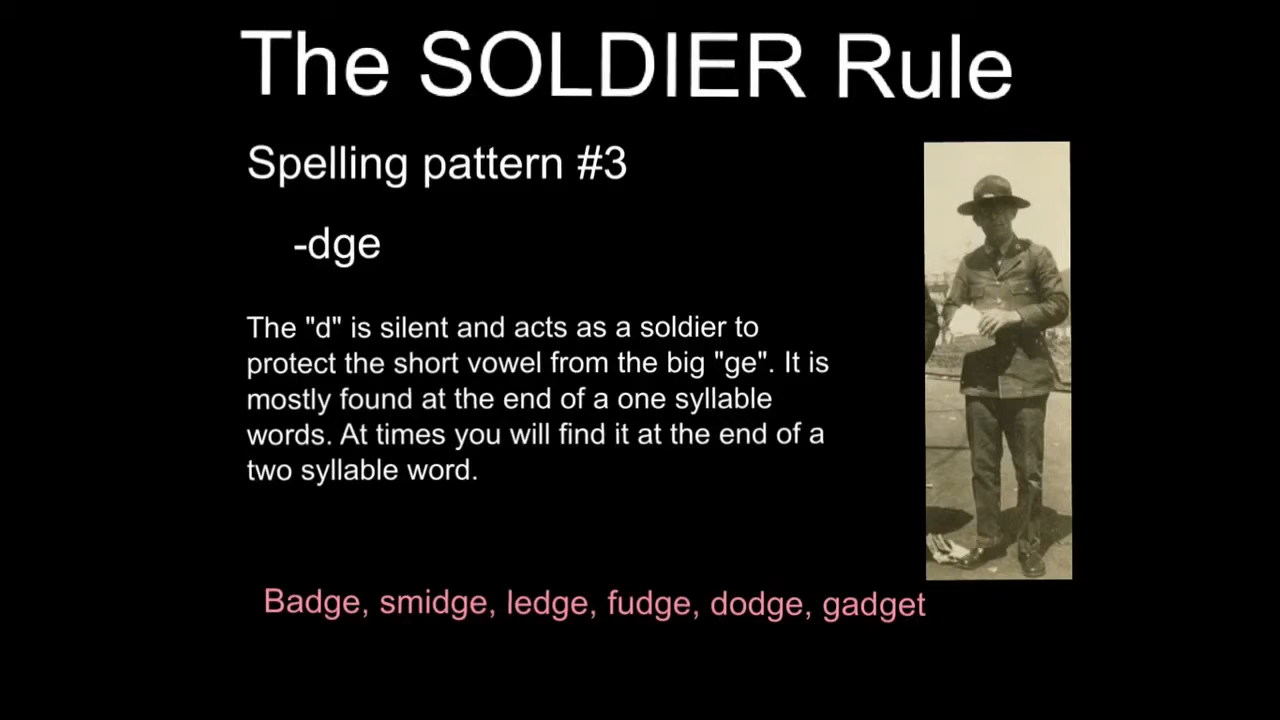 The SOLDIER Rule
Spelling pattern #3
-dge
The "d" is silent and acts as a soldier to
protect the short vowel from the big "ge". It is
mostly found at the end of a one syllable
words. At times you will find it at the end of a
two syllable word.
Badge, smidge, ledge, fudge, dodge, gadget